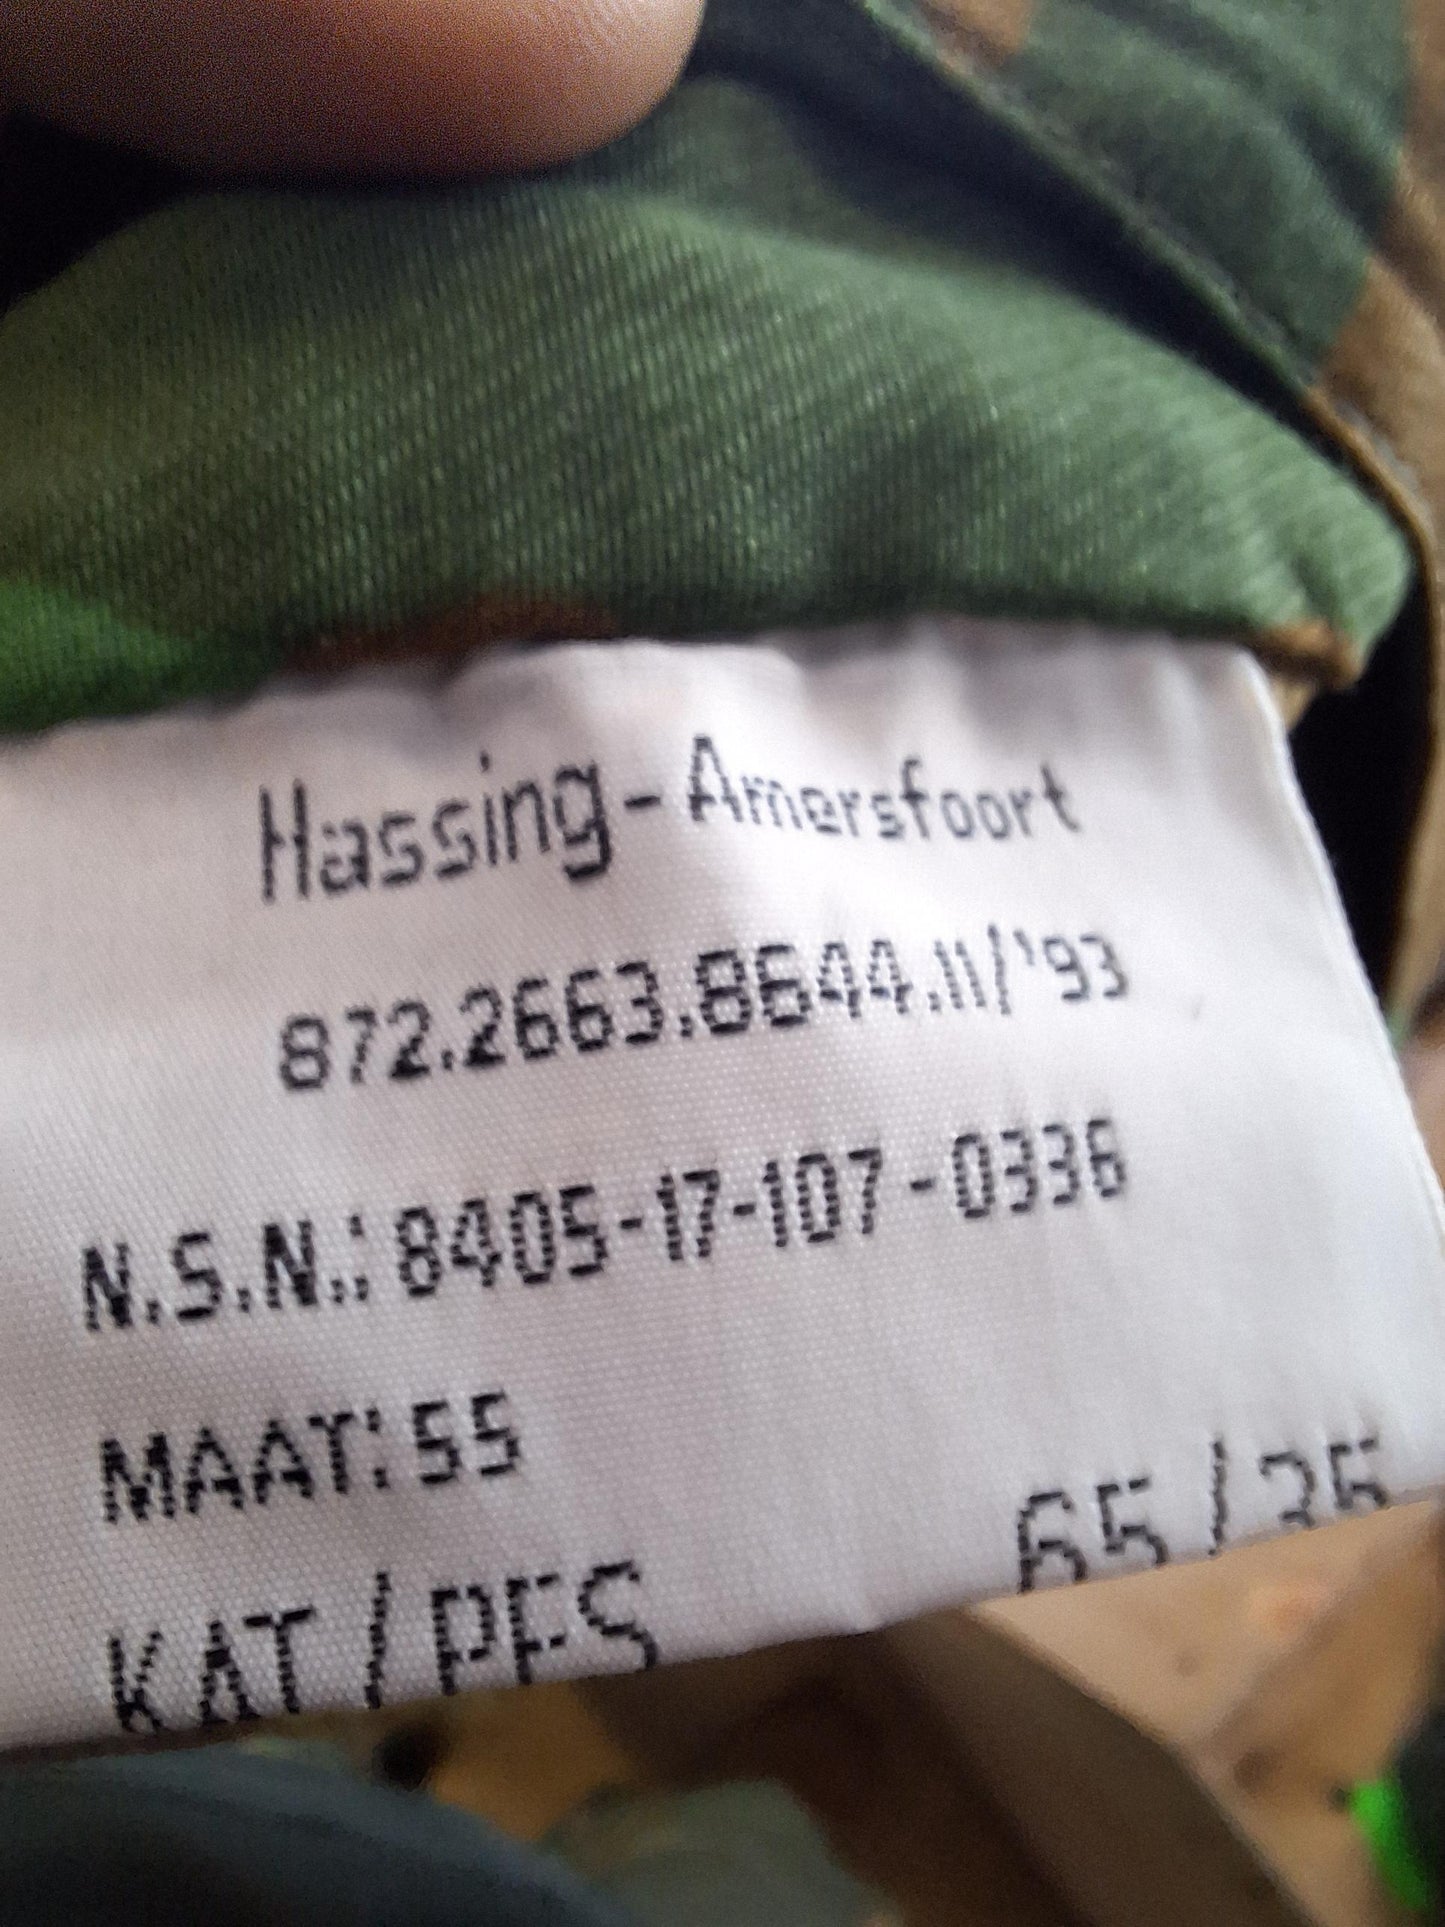 Hassing-Amersfoort
872.2663.8644.11/'93
N.S.N.: 8405-17-107-0336
MAAT: 55
KAT/PES 65/35